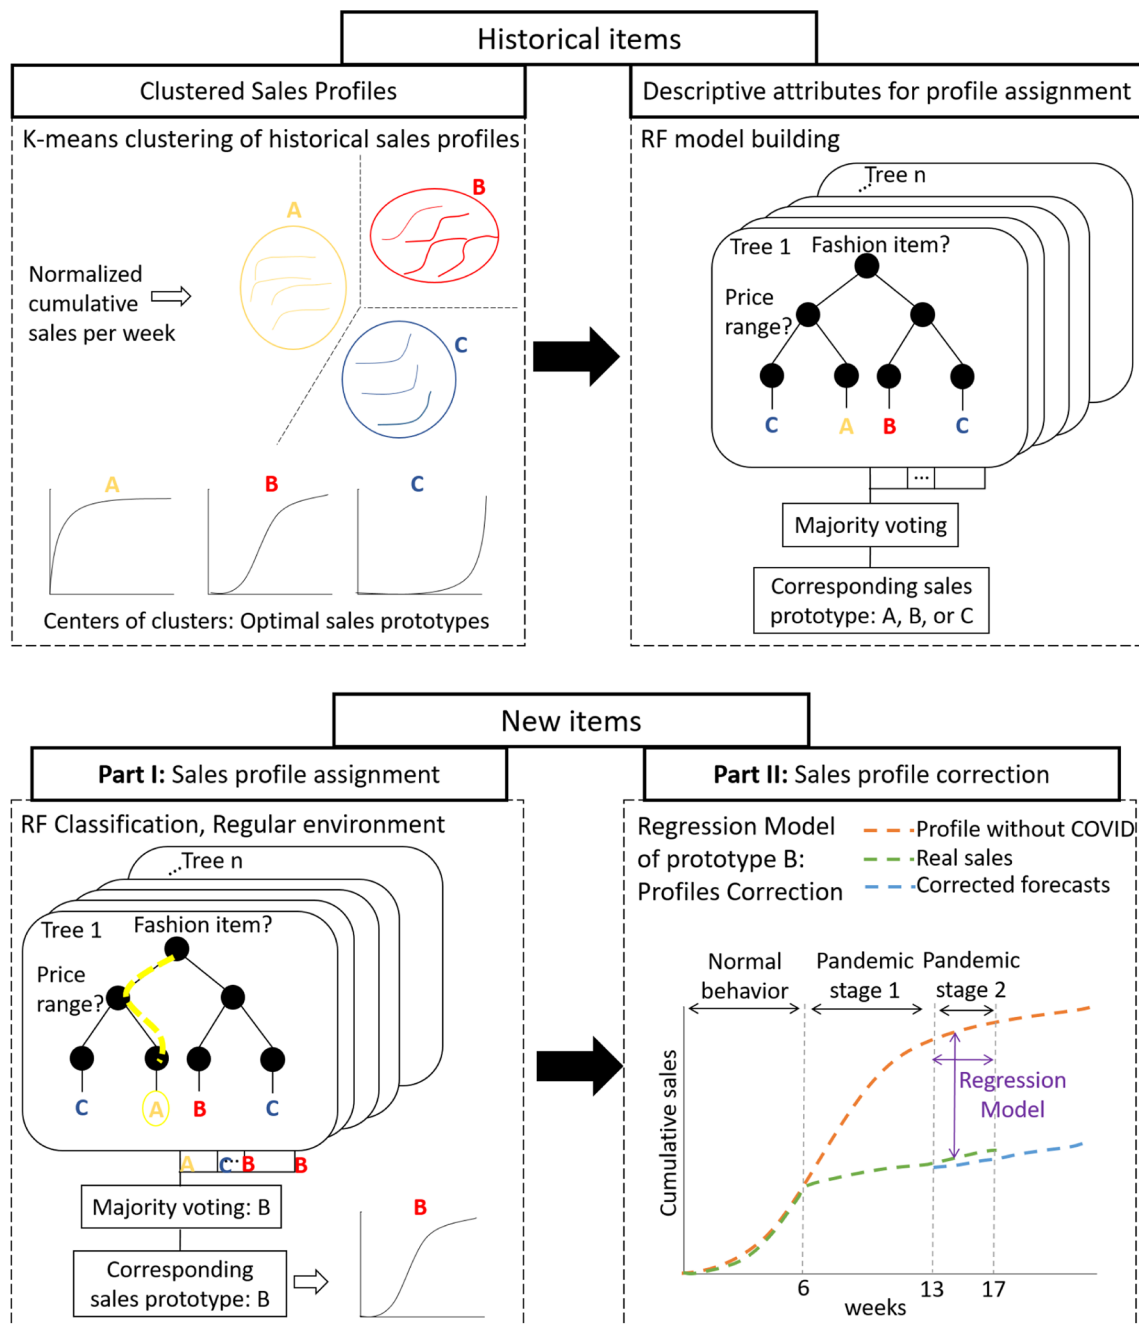 Historical items
Clustered Sales Profiles
K-means clustering of historical sales profiles
A
B
C
Normalized
cumulative
sales per week
A
B
C
Centers of clusters: Optimal sales prototypes
Descriptive attributes for profile assignment
RF model building
...Tree n
Tree 1
Fashion item?
Price
range?
C
A
B
C
...
Majority voting
Corresponding sales
prototype: A, B, or C
New items
Part I: Sales profile assignment
RF Classification, Regular environment
...Tree n
Tree 1
Fashion item?
Price
range?
C
A
B
C
A
C
...
B
B
Majority voting: B
Corresponding
sales prototype: B
B
Part II: Sales profile correction
Regression Model
of prototype B:
Profiles Correction
Profile without COVID
Real sales
Corrected forecasts
Normal
behavior
Pandemic
stage 1
Pandemic
stage 2
Regression
Model
Cumulative sales
6
13
17
weeks